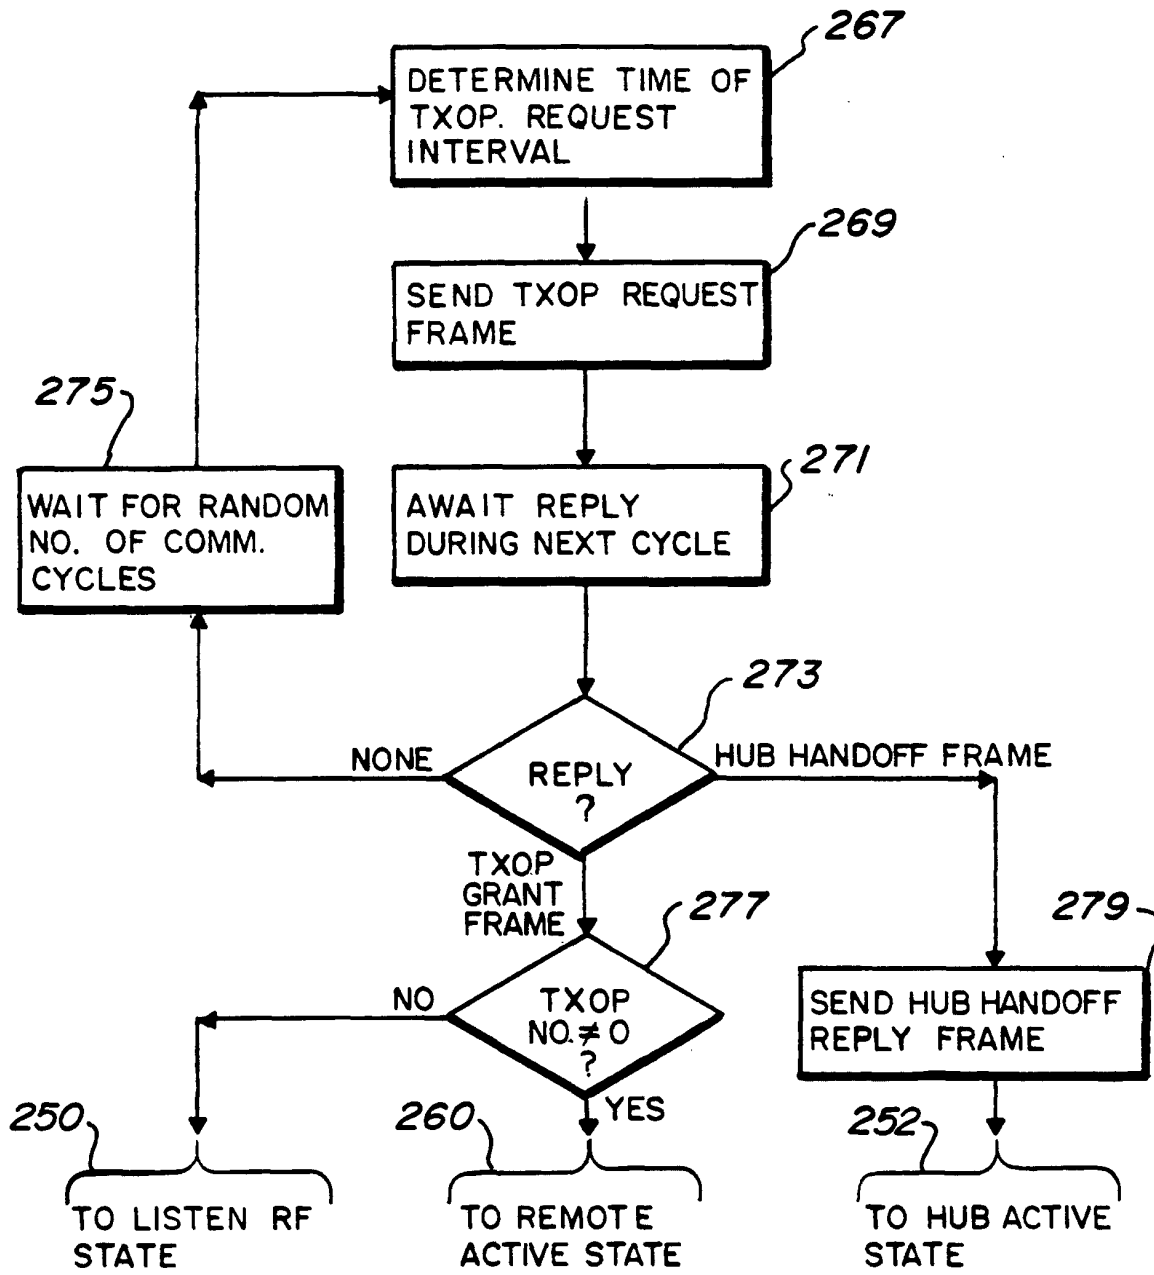 267
DETERMINE TIME OF
TXOP. REQUEST
INTERVAL
269
SEND TXOP REQUEST
FRAME
275
271
WAIT FOR RANDOM
NO. OF COMM.
CYCLES
AWAIT REPLY
DURING NEXT CYCLE
273
NONE
REPLY
?
HUB HANDOFF FRAME
TXOP
GRANT
FRAME
277
279
NO
TXOP
NO. ≠ 0
?
SEND HUB HANDOFF
REPLY FRAME
YES
250
260
252
TO LISTEN RF
STATE
TO REMOTE
ACTIVE STATE
TO HUB ACTIVE
STATE